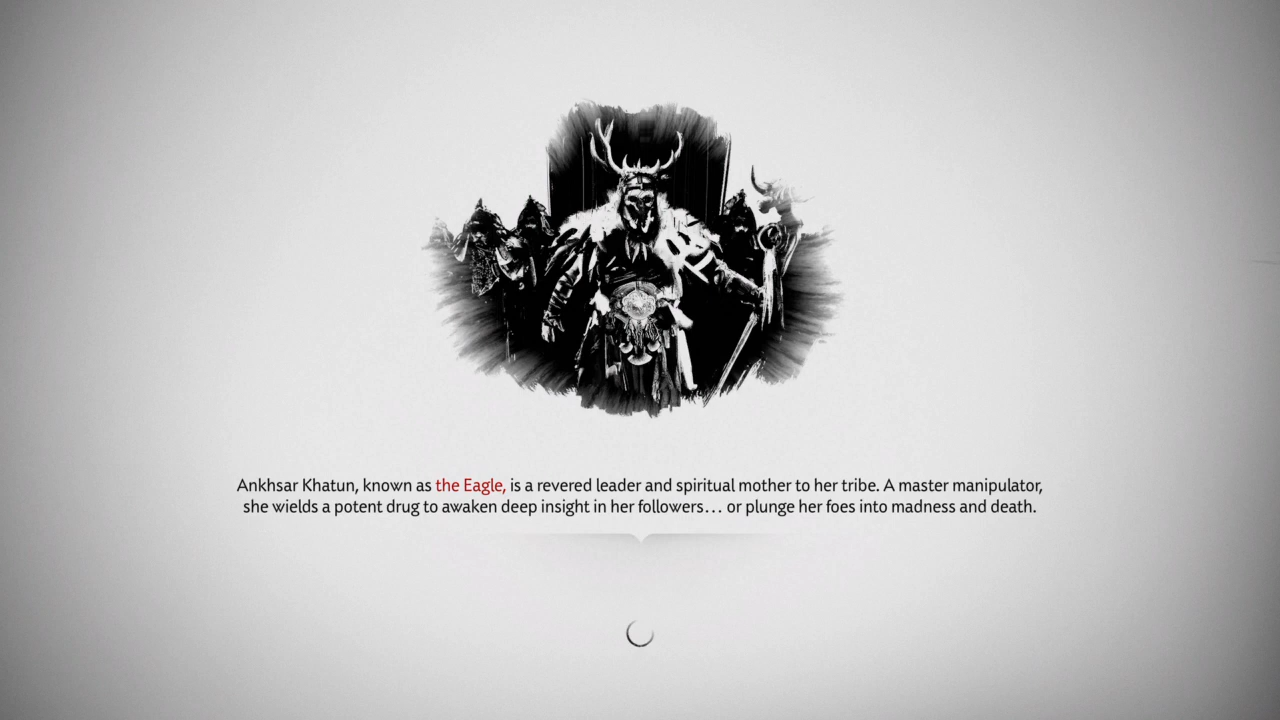 Ankhsar Khatun, known as the Eagle, is a revered leader and spiritual mother to her tribe. A master manipulator,
she wields a potent drug to awaken deep insight in her followers… or plunge her foes into madness and death.